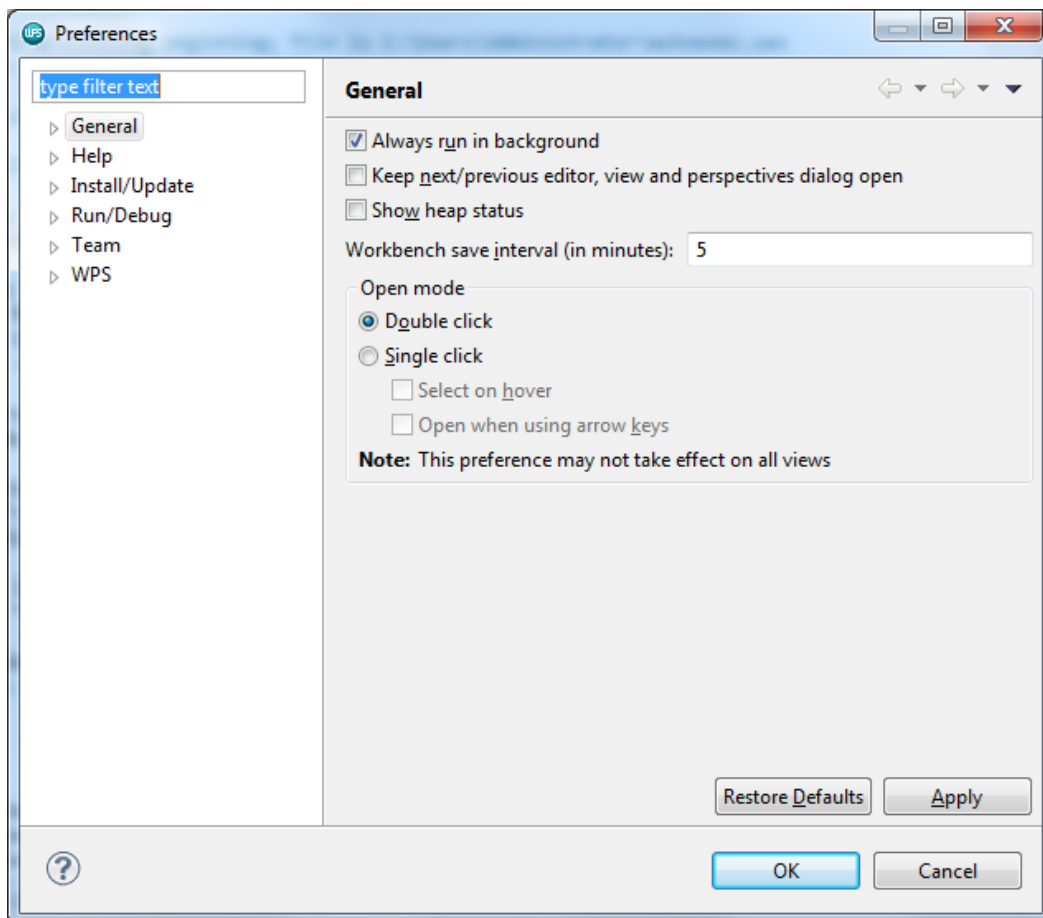 WPS Preferences
type filter text
General
Help
Install/Update
Run/Debug
Team
WPS
General
Always run in background
Keep next/previous editor, view and perspectives dialog open
Show heap status
Workbench save interval (in minutes): 5
Open mode
Double click
Single click
Select on hover
Open when using arrow keys
Note: This preference may not take effect on all views
Restore Defaults Apply
? OK Cancel